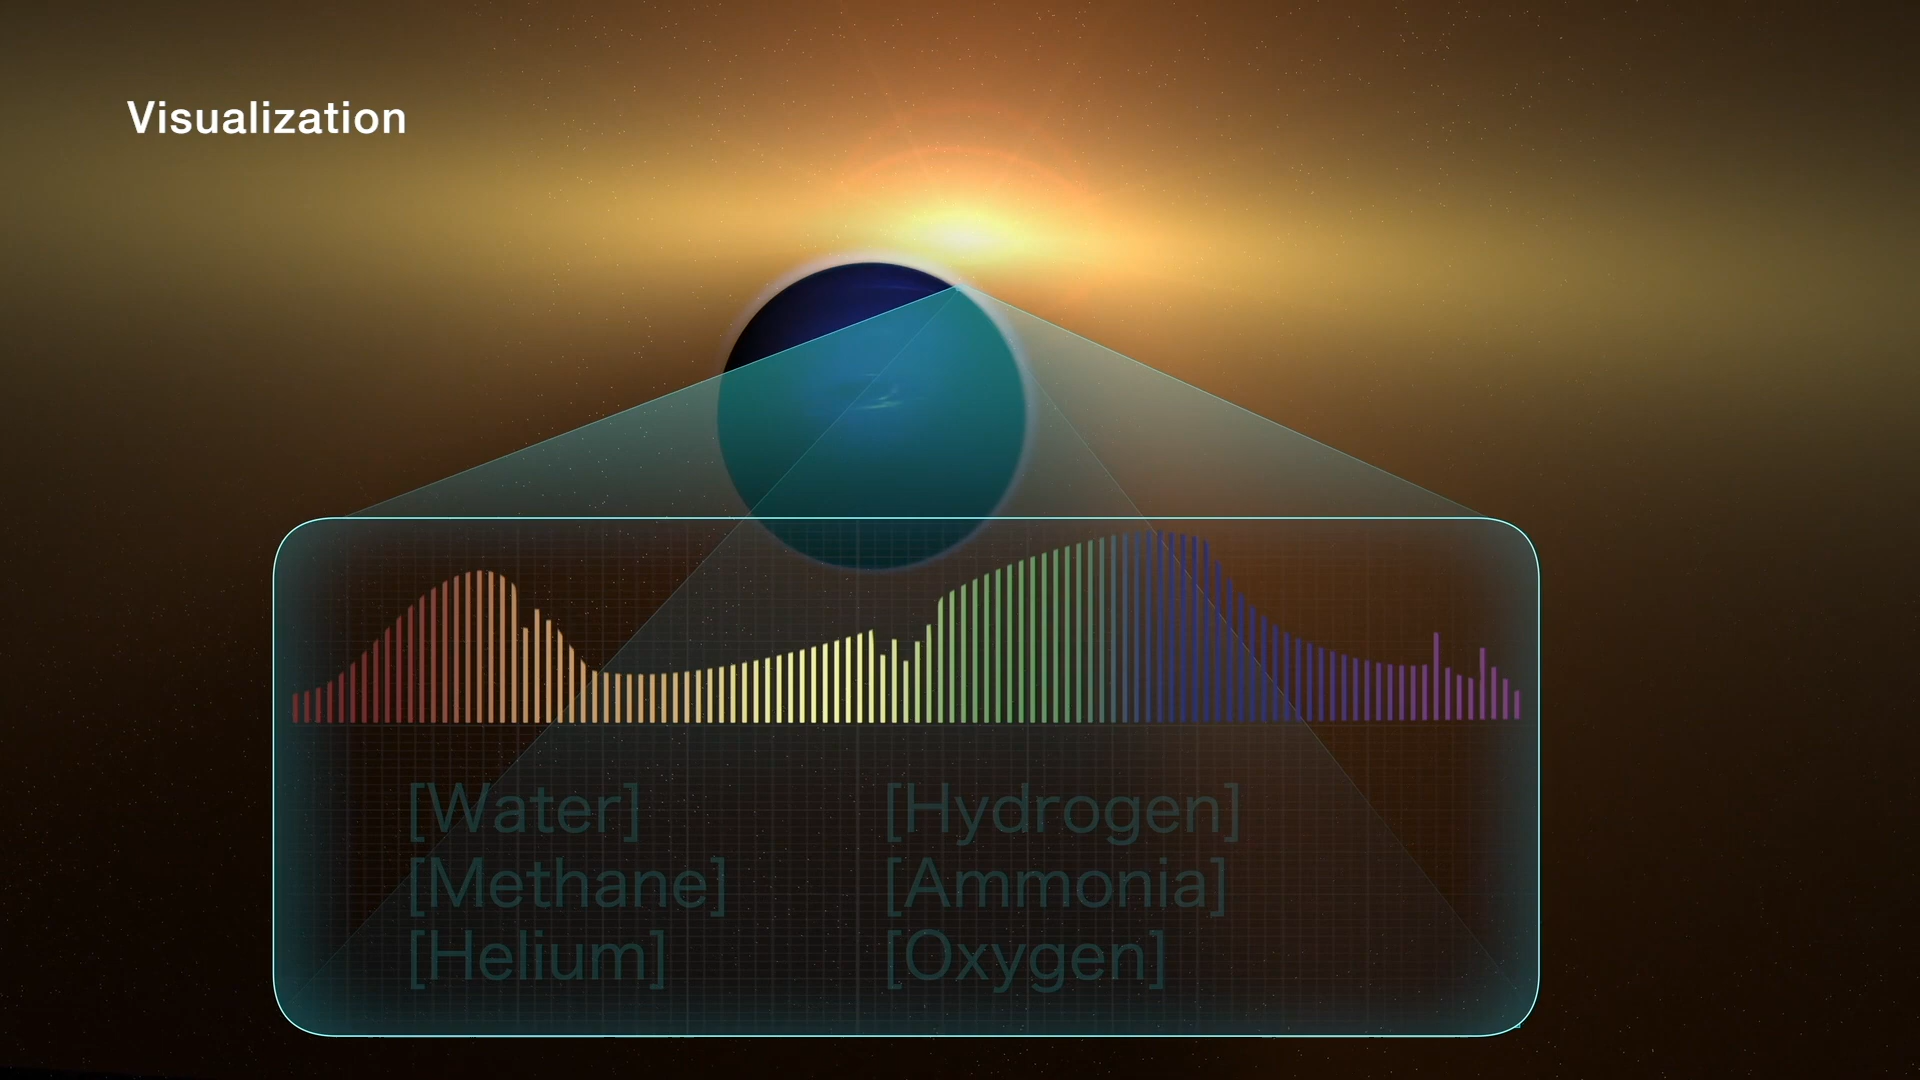 Visualization
[Water] [Hydrogen]
[Methane] [Ammonia]
[Helium] [Oxygen]